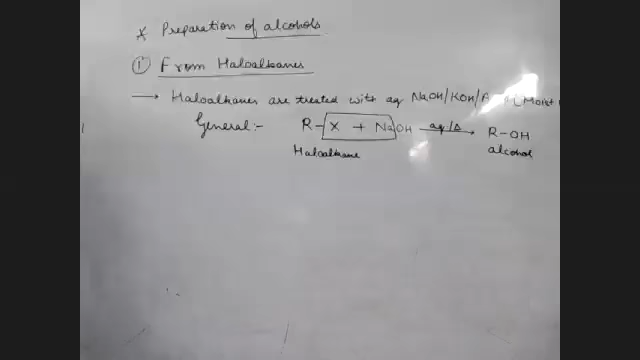 * Preparation of alcohols
① From Haloalkanes
→ Haloalkanes are treated with aq NaOH/KOH/
General:- R-X + NaOH aq/Δ→ R-OH
Haloalkane alcohol